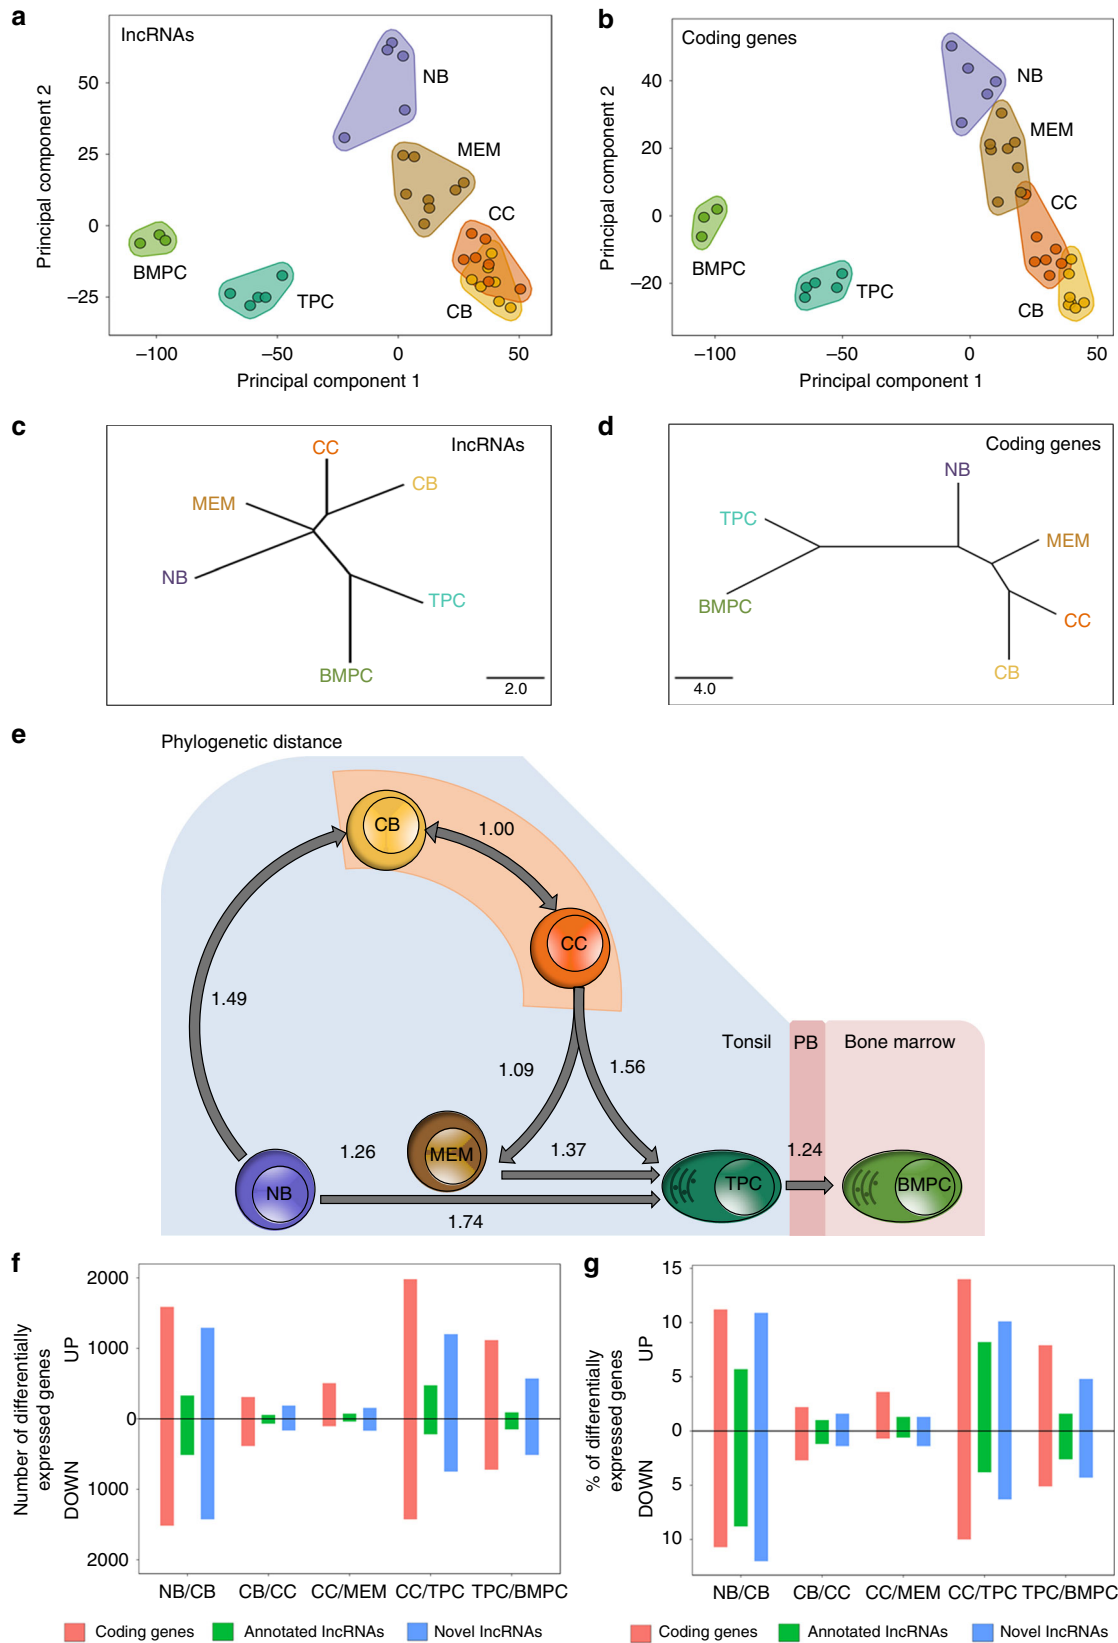 a
lncRNAs
NB
MEM
CC
CB
BMPC
TPC
50
25
0
−25
−100
−50
0
50
Principal component 2
Principal component 1
b
Coding genes
NB
MEM
CC
CB
BMPC
TPC
40
20
0
−20
−100
−50
0
50
Principal component 2
Principal component 1
c
lncRNAs
CC
CB
MEM
NB
TPC
BMPC
2.0
d
Coding genes
NB
TPC
MEM
BMPC
CC
CB
4.0
e
Phylogenetic distance
CB
1.00
CC
1.49
Tonsil
PB
Bone marrow
1.09
1.56
1.26
MEM
1.37
1.24
NB
TPC
BMPC
1.74
f
2000
1000
0
1000
2000
Number of differentially
expressed genes
UP
DOWN
NB/CB
CB/CC
CC/MEM
CC/TPC
TPC/BMPC
Coding genes
Annotated lncRNAs
Novel lncRNAs
g
15
10
5
0
5
10
% of differentially
expressed genes
UP
DOWN
NB/CB
CB/CC
CC/MEM
CC/TPC
TPC/BMPC
Coding genes
Annotated lncRNAs
Novel lncRNAs